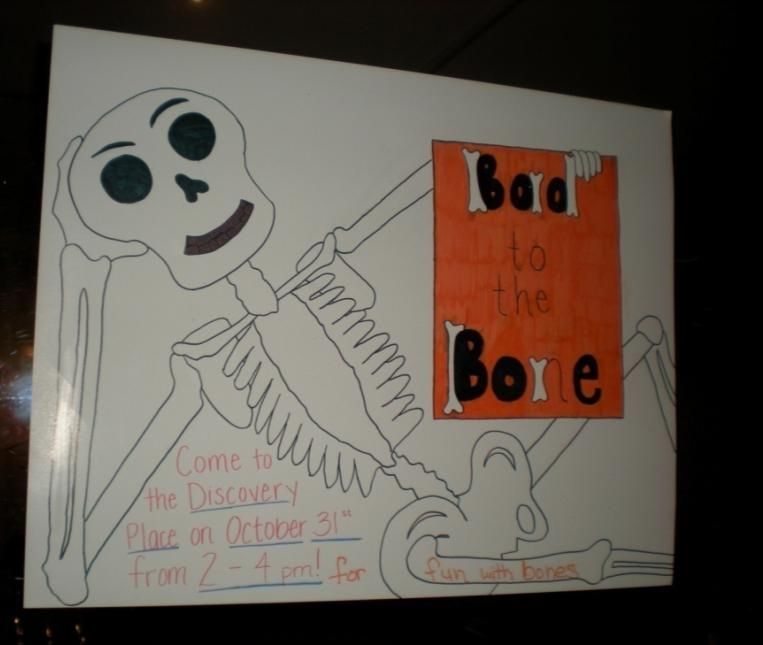 Bad
to
the
Bone
Come to
the Discovery
Place on October 31st
from 2 - 4 pm! for fun with bones